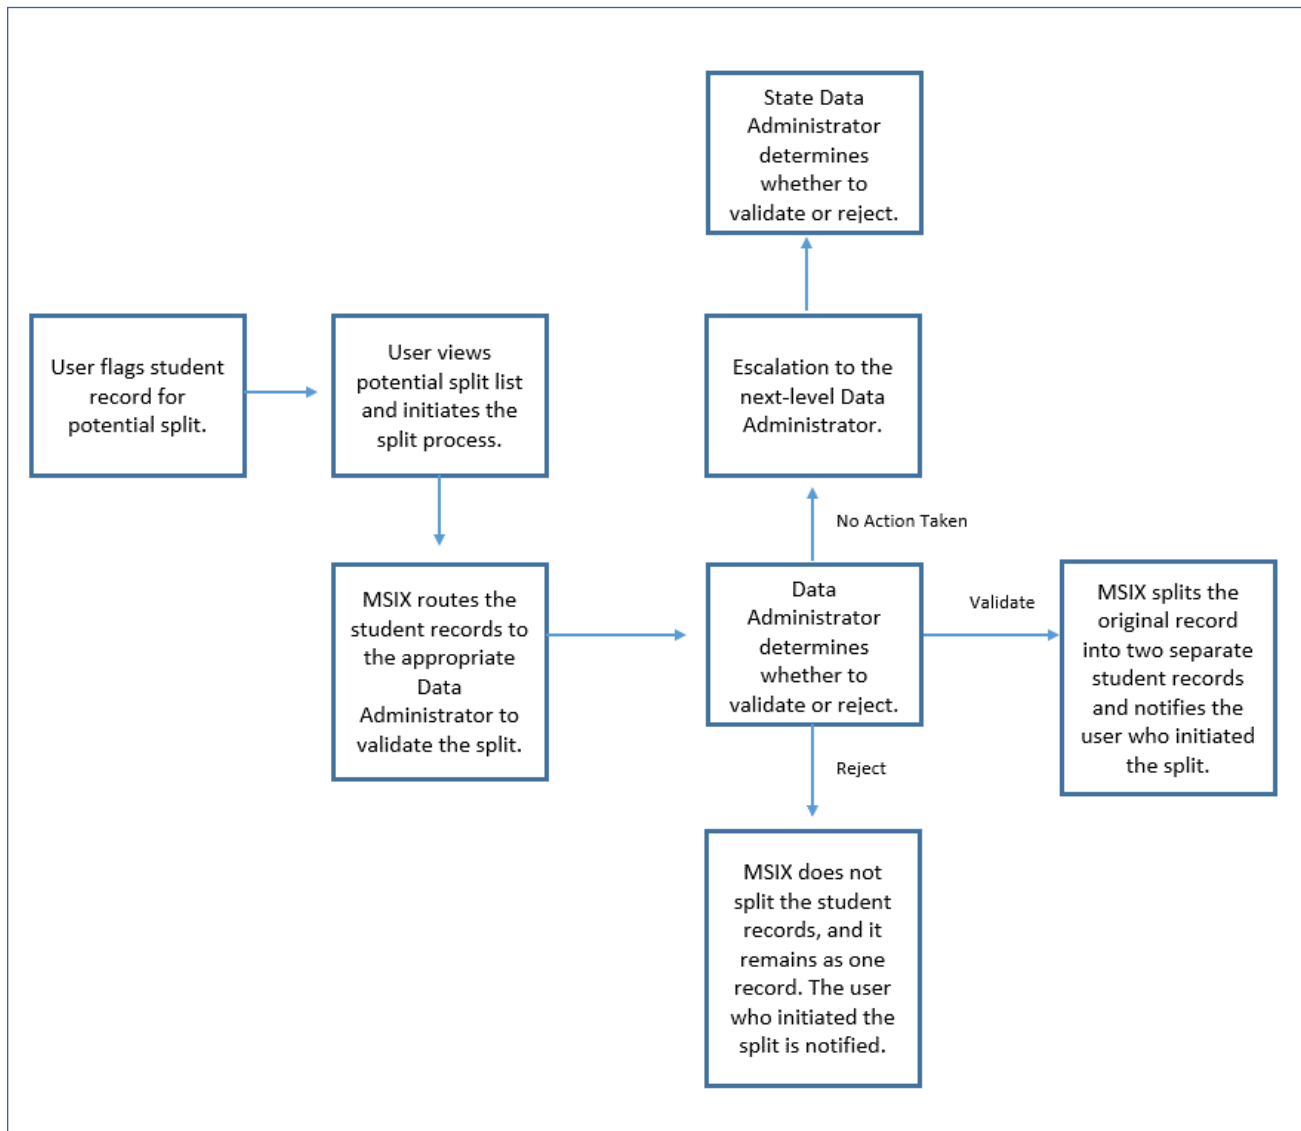 User flags student
record for
potential split.
User views
potential split list
and initiates the
split process.
MSIX routes the
student records to
the appropriate
Data
Administrator to
validate the split.
Data
Administrator
determines
whether to
validate or reject.
No Action Taken
Escalation to the
next-level Data
Administrator.
State Data
Administrator
determines
whether to
validate or reject.
Validate
MSIX splits the
original record
into two separate
student records
and notifies the
user who initiated
the split.
Reject
MSIX does not
split the student
records, and it
remains as one
record. The user
who initiated the
split is notified.